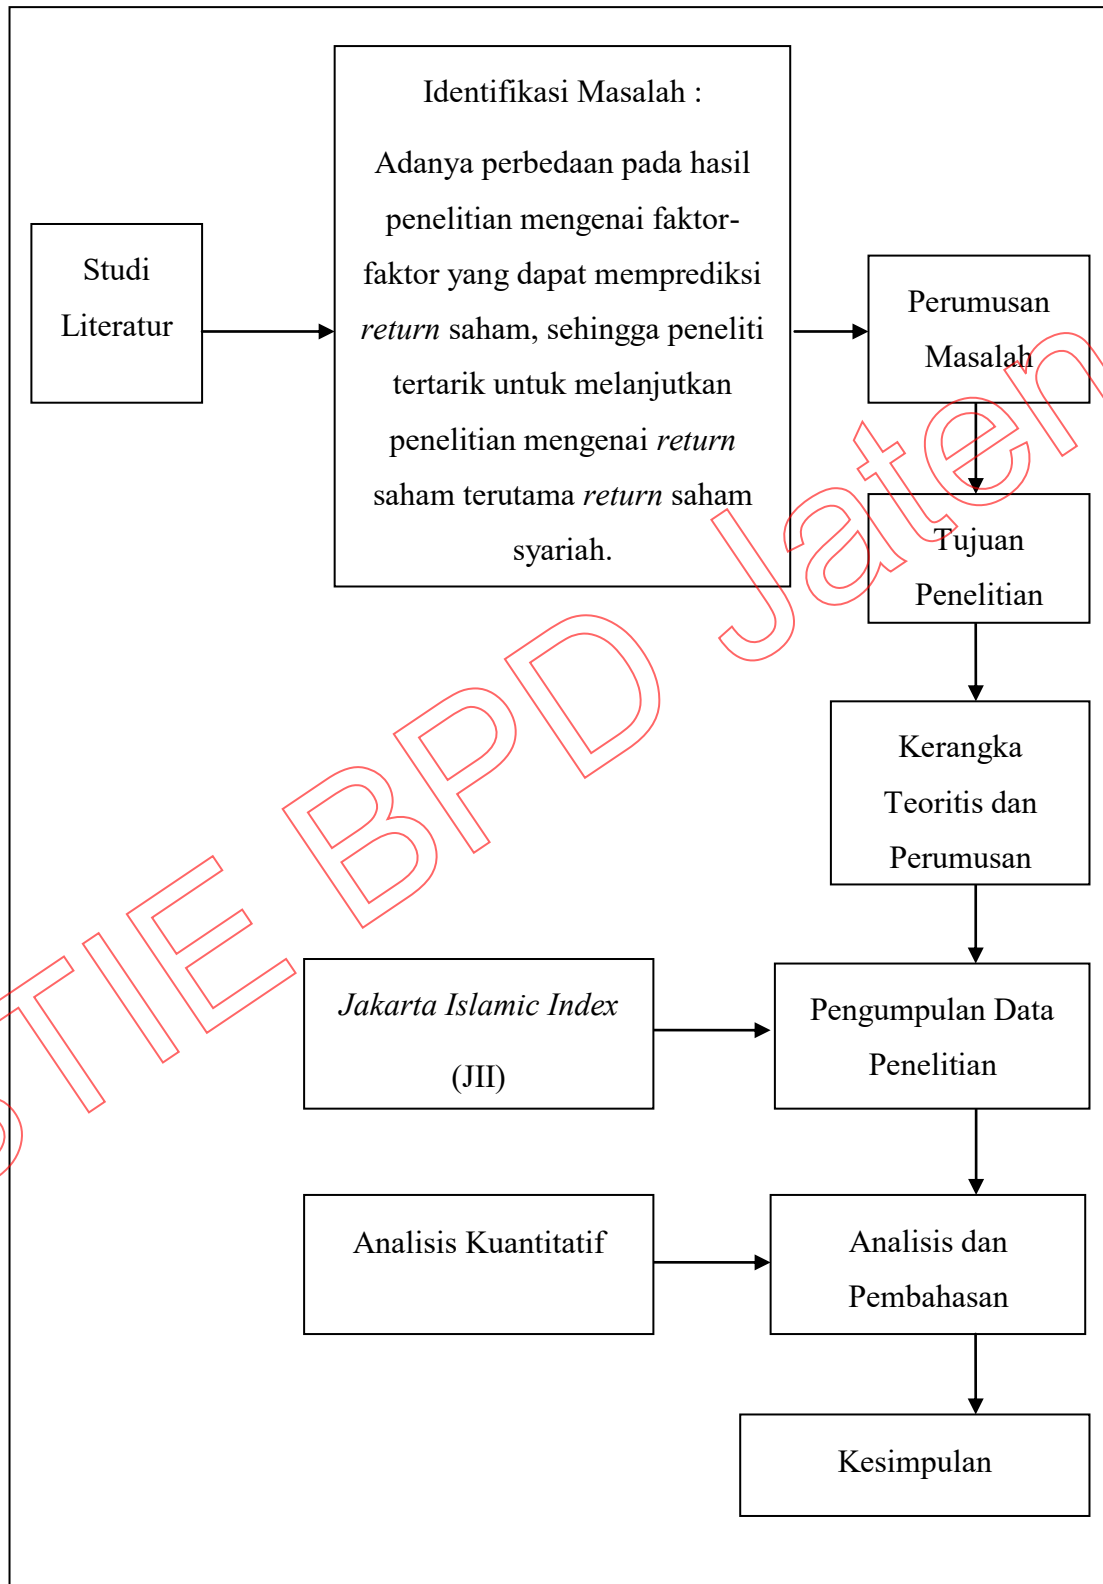 Studi
Literatur
Identifikasi Masalah :
Adanya perbedaan pada hasil
penelitian mengenai faktor-
faktor yang dapat memprediksi
return saham, sehingga peneliti
tertarik untuk melanjutkan
penelitian mengenai return
saham terutama return saham
syariah.
Perumusan
Masalah
Tujuan
Penelitian
Kerangka
Teoritis dan
Perumusan
Jakarta Islamic Index
(JII)
Pengumpulan Data
Penelitian
Analisis Kuantitatif
Analisis dan
Pembahasan
Kesimpulan
STIE BPD Jaten